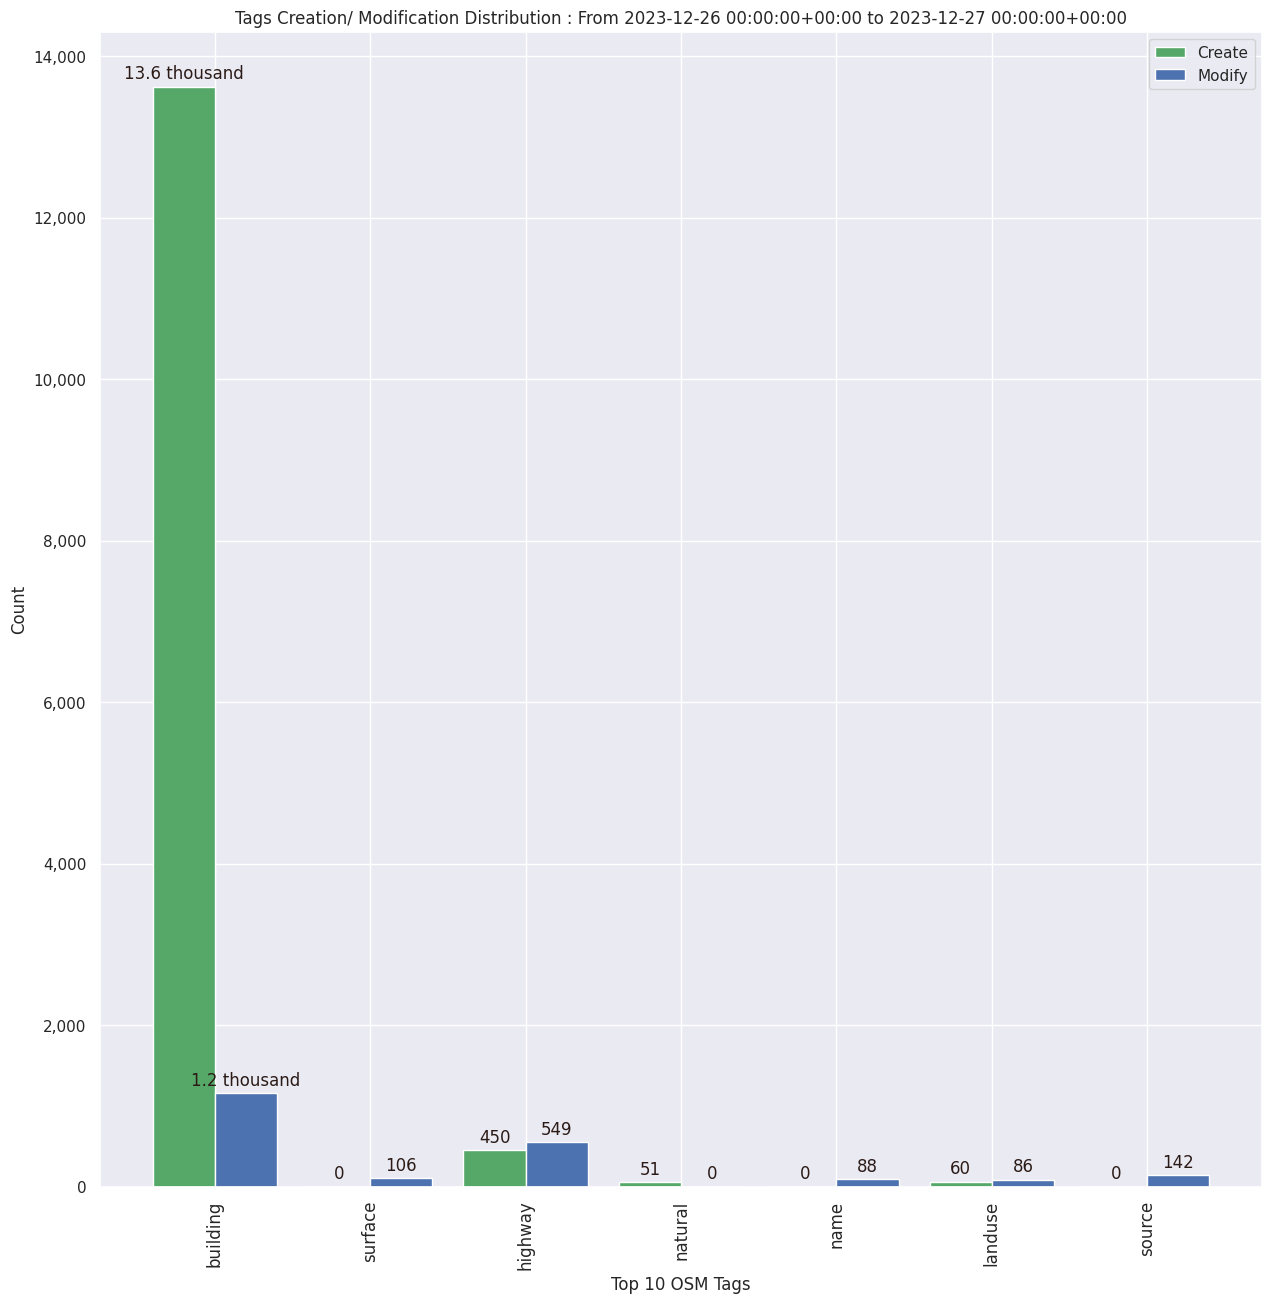 Tags Creation/ Modification Distribution : From 2023-12-26 00:00:00+00:00 to 2023-12-27 00:00:00+00:00
Create
Modify
14,000
12,000
10,000
8,000
6,000
4,000
2,000
0
Count
13.6 thousand
1.2 thousand
0
106
450
549
51
0
0
88
60
86
0
142
building
surface
highway
natural
name
landuse
source
Top 10 OSM Tags